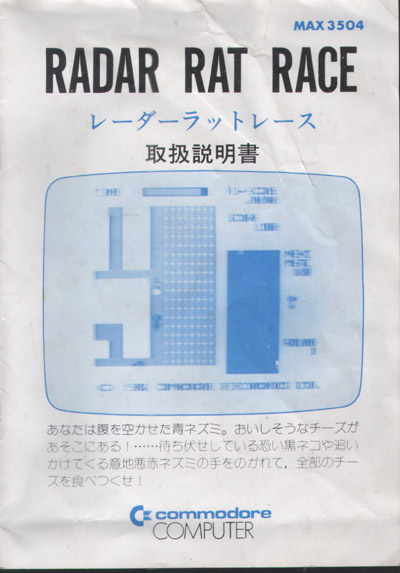 MAX 3504
RADAR RAT RACE
レーダーラットレース
取扱説明書
あなたは腹を空かせた青ネズミ。おいしそうなチーズが
あそこにある！……待ち伏せしている恐い黒ネコや追い
かけてくる意地悪赤ネズミの手をのがれて，全部のチー
ズを食べつくせ！
commodore
COMPUTER